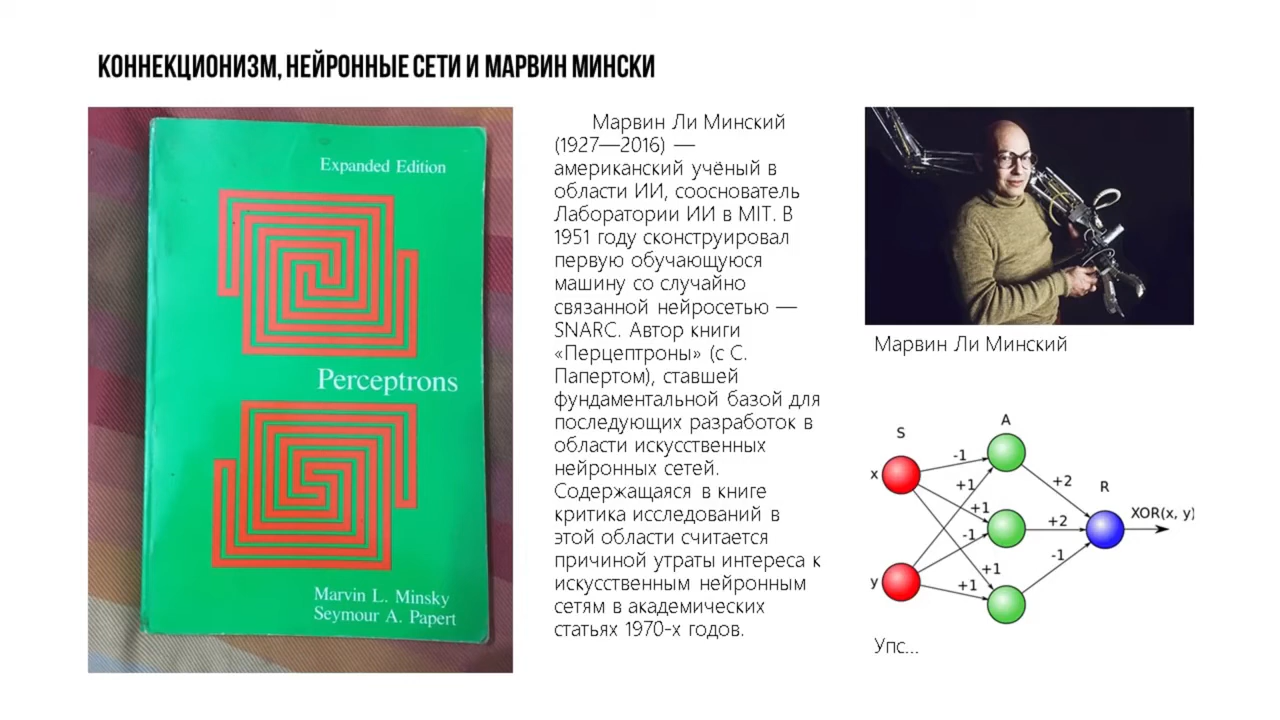 КОННЕКЦИОНИЗМ, НЕЙРОННЫЕ СЕТИ И МАРВИН МИНСКИ
Expanded Edition
Perceptrons
Marvin L. Minsky
Seymour A. Papert
Марвин Ли Минский
(1927—2016) —
американский учёный в
области ИИ, сооснователь
Лаборатории ИИ в MIT. В
1951 году сконструировал
первую обучающуюся
машину со случайно
связанной нейросетью —
SNARC. Автор книги
«Перцептроны» (с С.
Папертом), ставшей
фундаментальной базой для
последующих разработок в
области искусственных
нейронных сетей.
Содержащаяся в книге
критика исследований в
этой области считается
причиной утраты интереса к
искусственным нейронным
сетям в академических
статьях 1970-х годов.
Марвин Ли Минский
S
A
R
x
y
-1
+1
+1
-1
+1
+1
+2
+2
-1
XOR(x, y)
Упс...